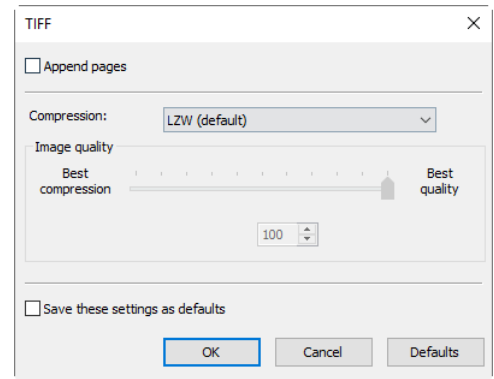 TIFF
Append pages
Compression:
LZW (default)
Image quality
Best
compression
Best
quality
100
Save these settings as defaults
OK
Cancel
Defaults